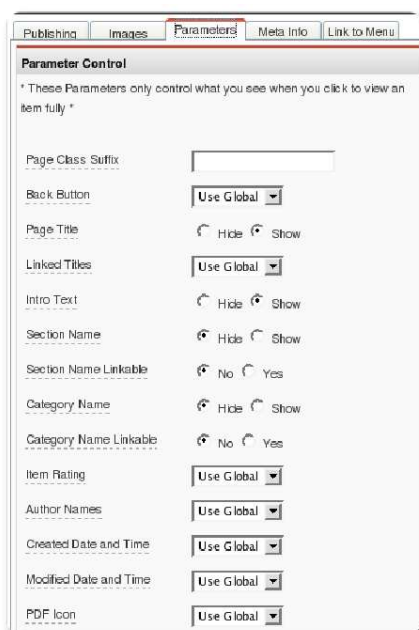 Publishing Images Parameters Meta Info Link to Menu
Parameter Control
* These Parameters only control what you see when you click to view an
item fully *
Page Class Suffix
Back Button Use Global
Page Title Hide Show
Linked Titles Use Global
Intro Text Hide Show
Section Name Hide Show
Section Name Linkable No Yes
Category Name Hide Show
Category Name Linkable No Yes
Item Rating Use Global
Author Names Use Global
Created Date and Time Use Global
Modified Date and Time Use Global
PDF Icon Use Global